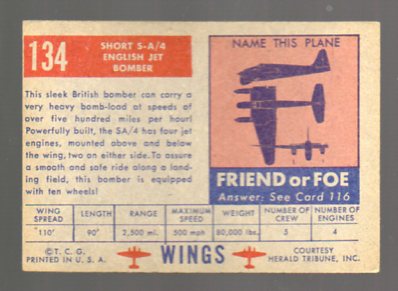 134
SHORT S-A/4
ENGLISH JET
BOMBER
This sleek British bomber can carry a
very heavy bomb-load at speeds of
over five hundred miles per hour!
Powerfully built, the SA/4 has four jet
engines, mounted above and below
the wing, two on either side. To assure
a smooth and safe ride along a land-
ing field, this bomber is equipped
with ten wheels!
NAME THIS PLANE
FRIEND or FOE
Answer: See Card 116
WING SPREAD LENGTH RANGE MAXIMUM SPEED WEIGHT NUMBER OF CREW NUMBER OF ENGINES
110' 90' 2,500 mi. 500 mph 80,000 lbs. 5 4
© T. C. G.
PRINTED IN U. S. A.
WINGS
COURTESY
HERALD TRIBUNE, INC.